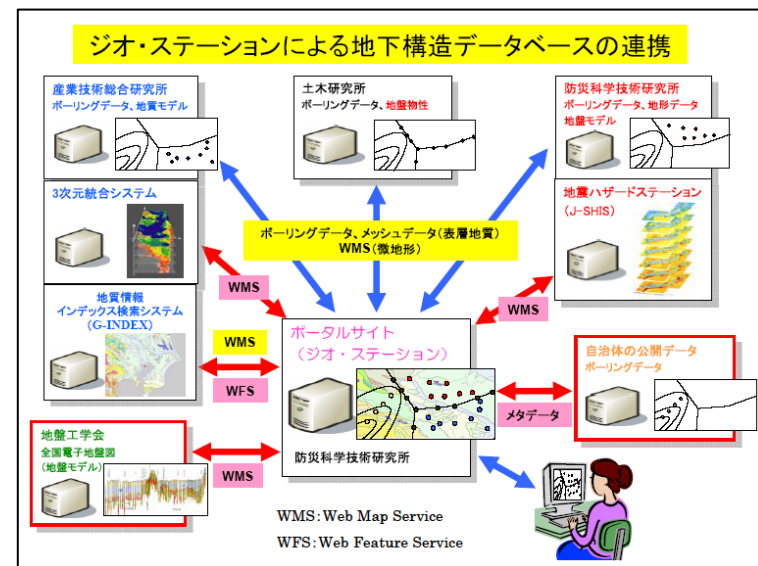 ジオ・ステーションによる地下構造データベースの連携
産業技術総合研究所
ボーリングデータ、地質モデル
土木研究所
ボーリングデータ、地盤物性
防災科学技術研究所
ボーリングデータ、地形データ
地盤モデル
3次元統合システム
地震ハザードステーション
(J-SHIS)
ボーリングデータ、メッシュデータ(表層地質)
WMS(微地形)
WMS
WMS
地質情報
インデックス検索システム
(G-INDEX)
WMS
WFS
ポータルサイト
(ジオ・ステーション)
防災科学技術研究所
自治体の公開データ
ボーリングデータ
メタデータ
地盤工学会
全国電子地盤図
(地盤モデル)
WMS
WMS:Web Map Service
WFS:Web Feature Service